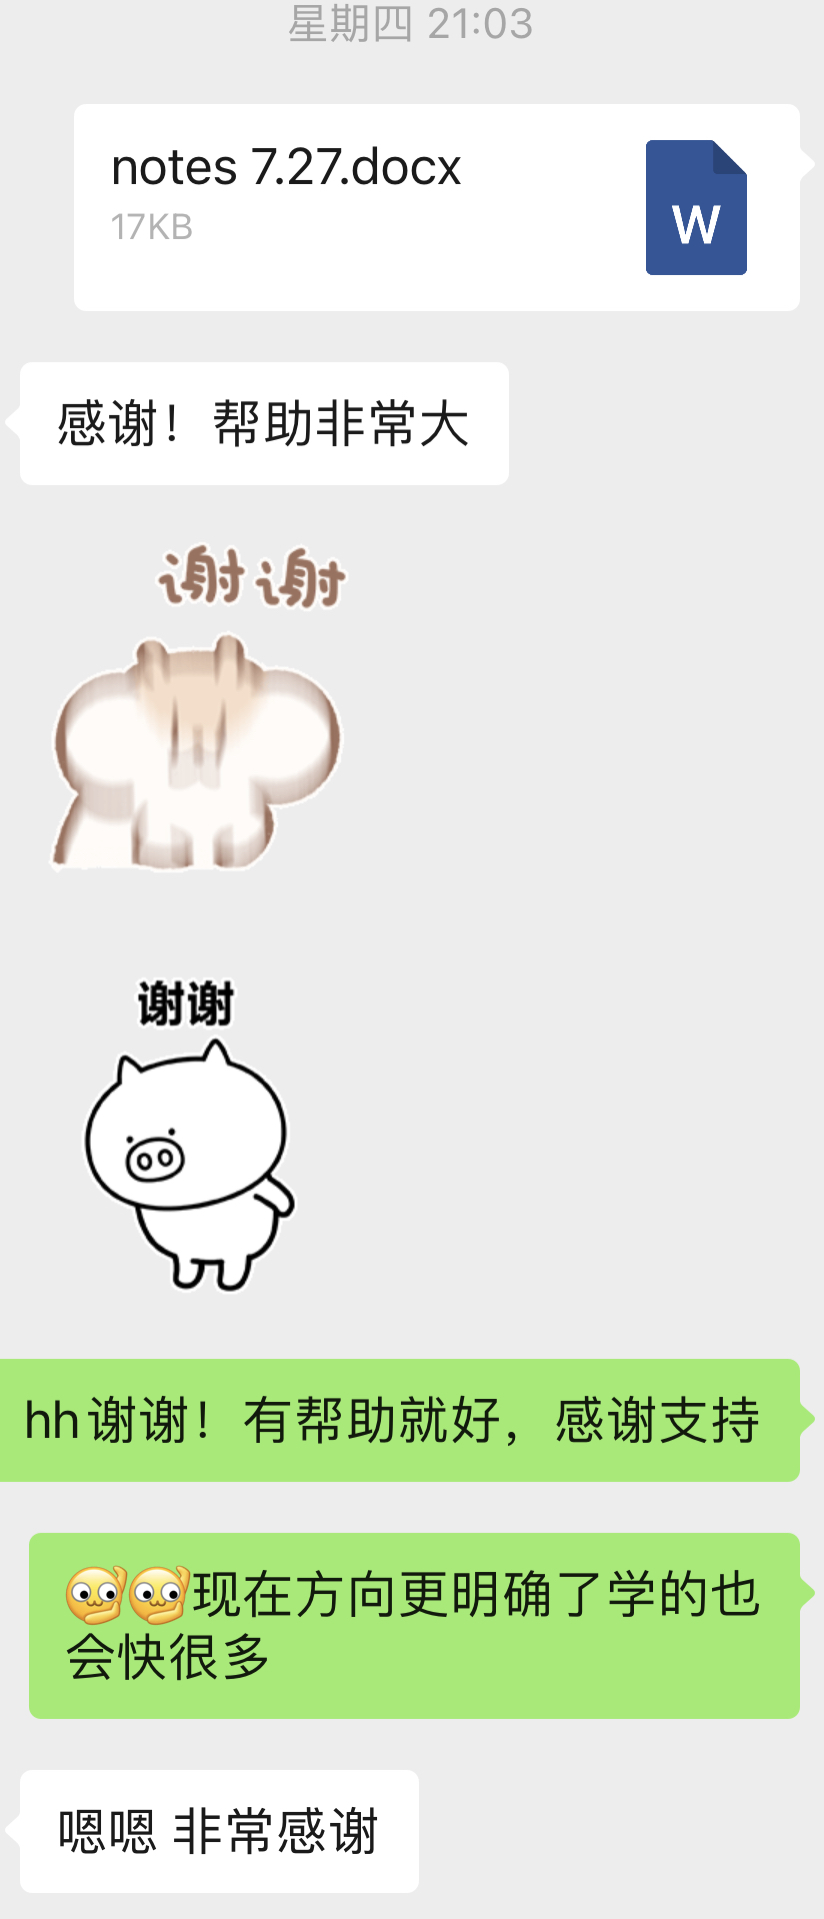 星期四 21:03
notes 7.27.docx
17KB
W
感谢！帮助非常大
谢谢
谢谢
hh谢谢！有帮助就好，感谢支持
现在方向更明确了学的也
会快很多
嗯嗯 非常感谢